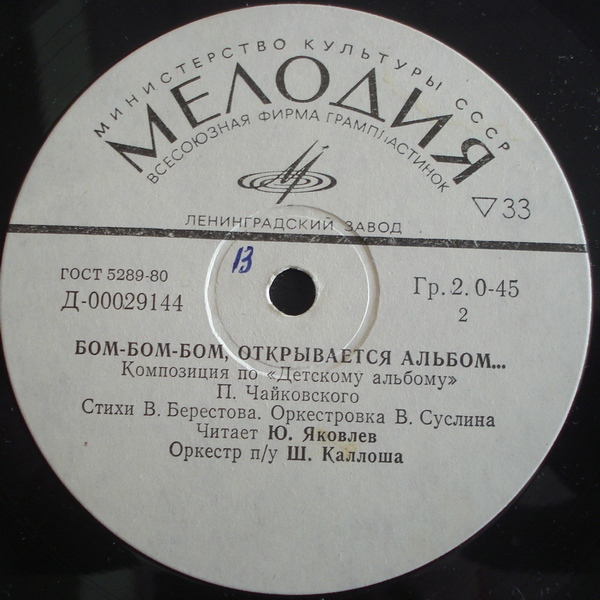 МИНИСТЕРСТВО КУЛЬТУРЫ СССР
МЕЛОДИЯ
ВСЕСОЮЗНАЯ ФИРМА ГРАМПЛАСТИНОК
ЛЕНИНГРАДСКИЙ ЗАВОД
▽33
13
ГОСТ 5289-80
Д-00029144
Гр. 2. 0-45
2
БОМ-БОМ-БОМ, ОТКРЫВАЕТСЯ АЛЬБОМ...
Композиция по «Детскому альбому»
П. Чайковского
Стихи В. Берестова. Оркестровка В. Суслина
Читает Ю. Яковлев
Оркестр п/у Ш. Каллоша